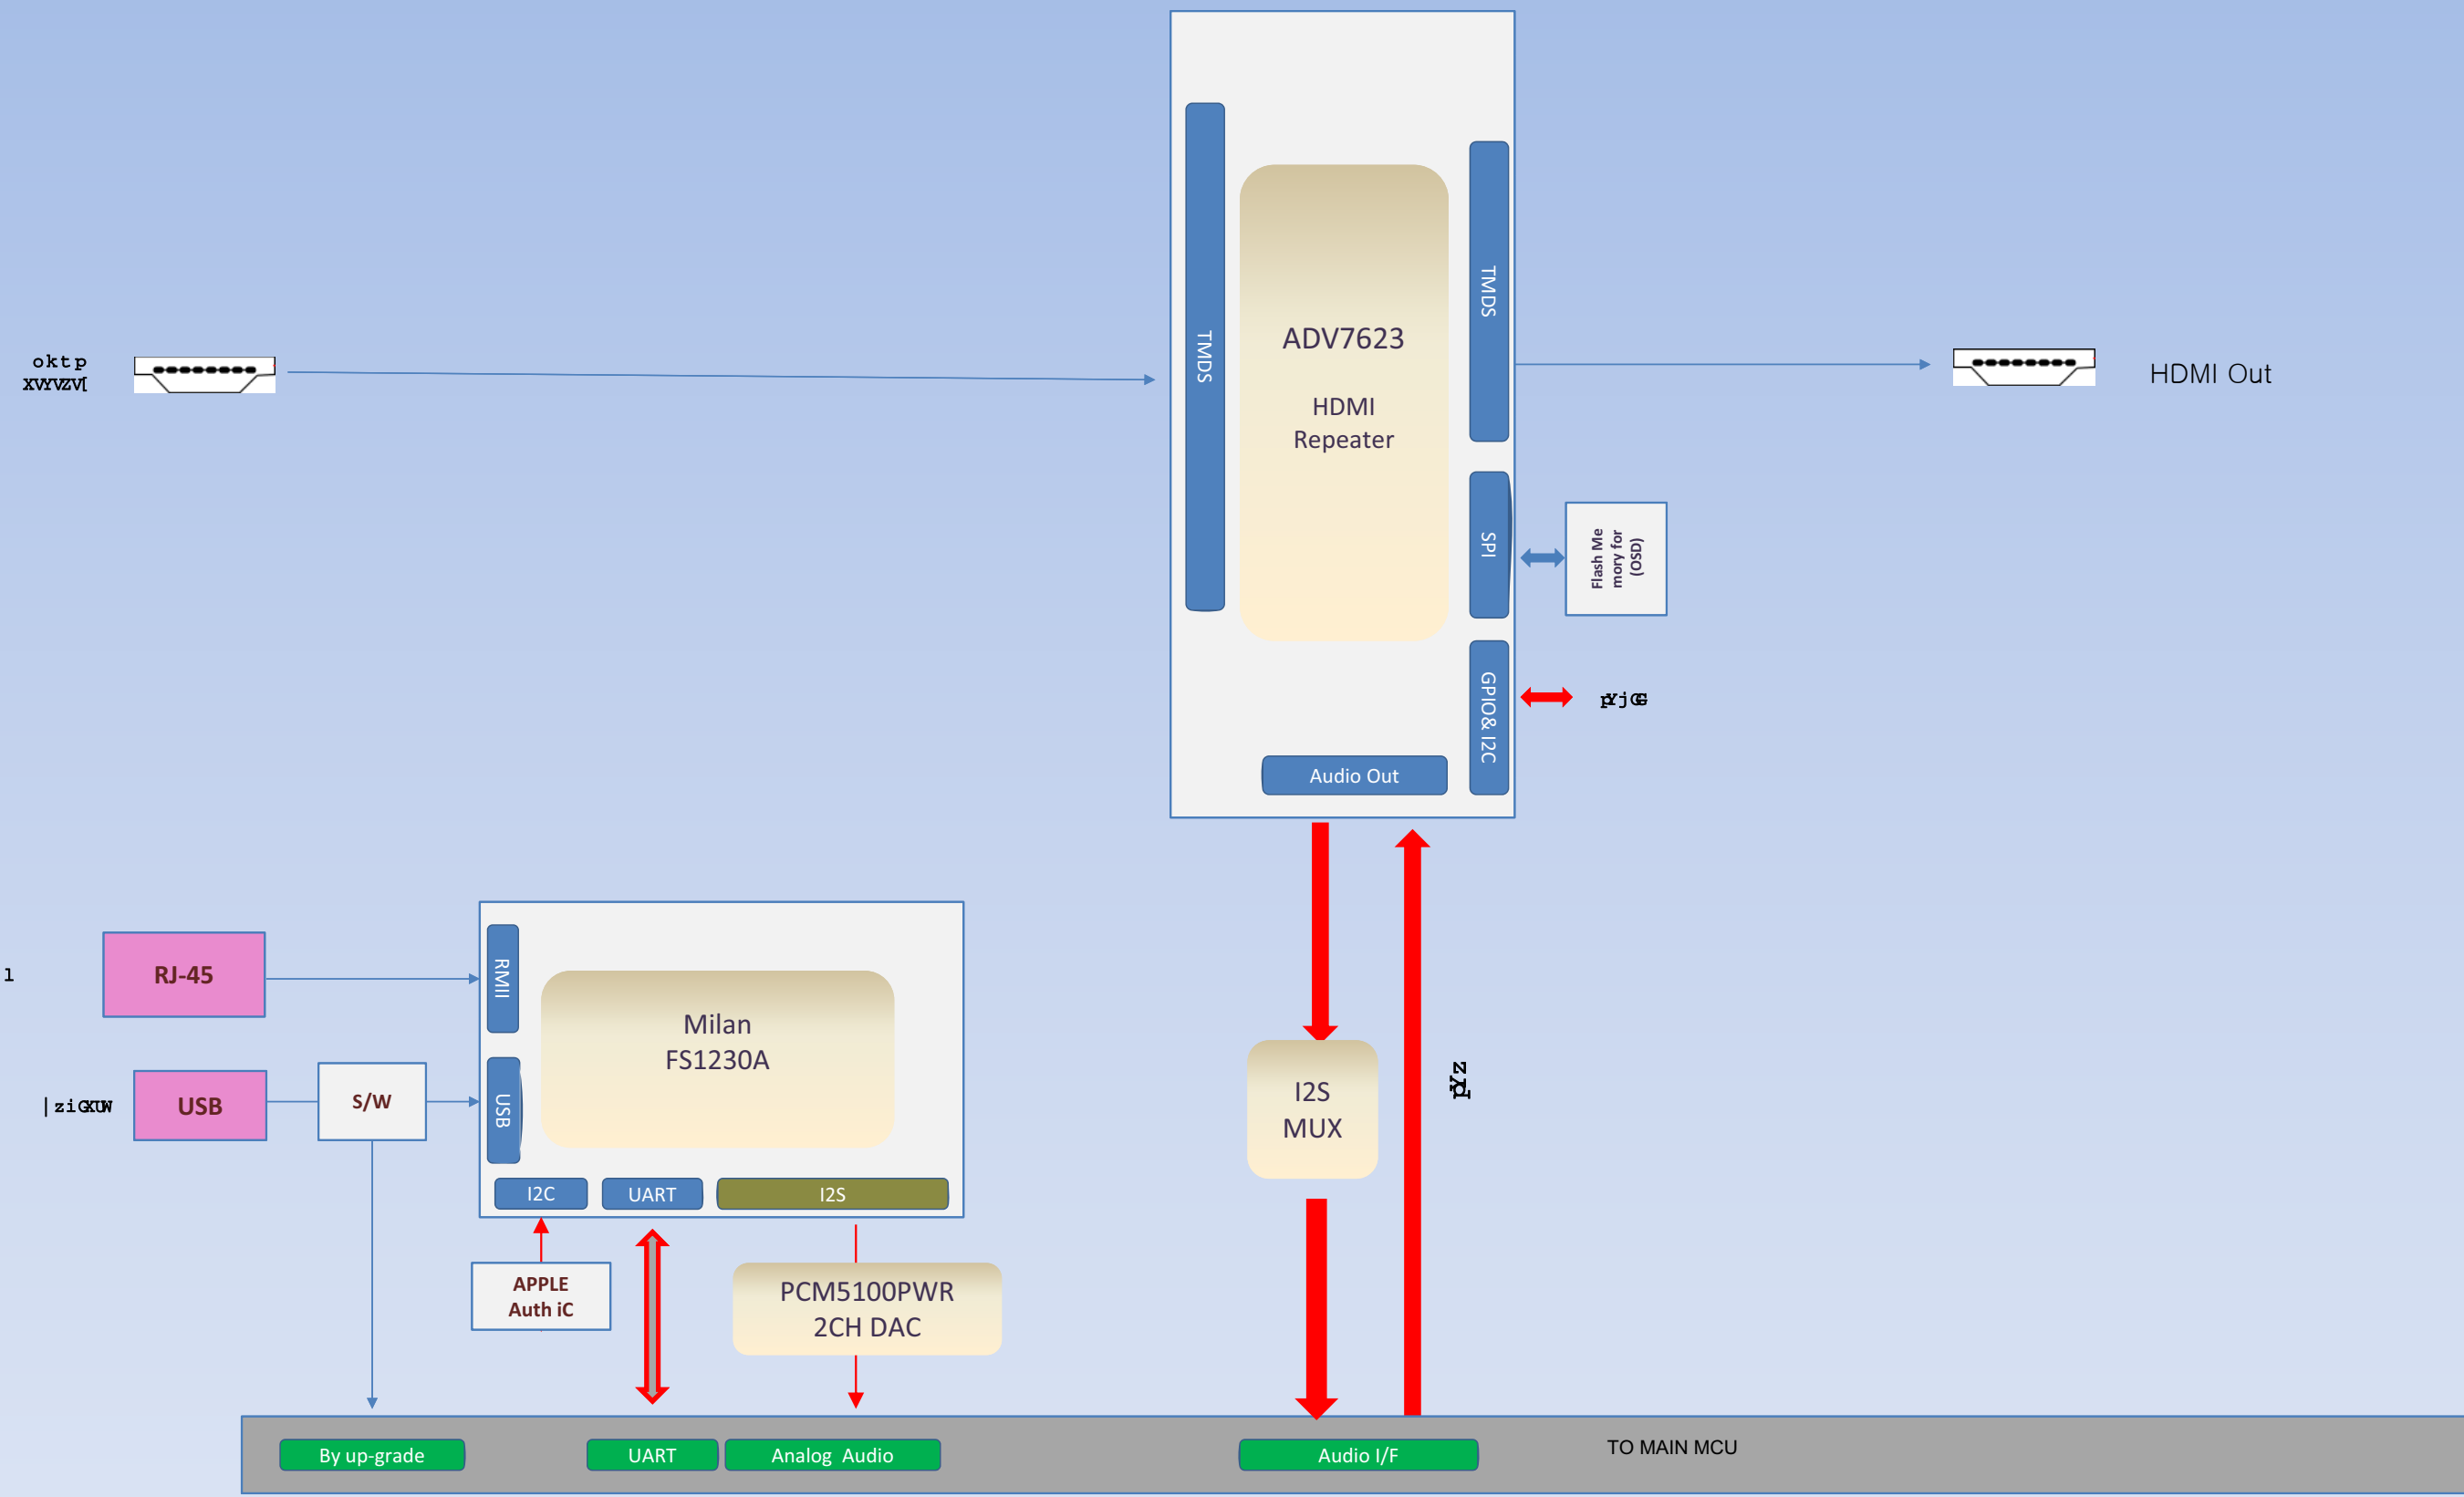 TMDS
TMDS
ADV7623
HDMI
Repeater
oktp
XVYVZV[
HDMI Out
SPI
Flash Me
mory for
(OSD)
GPIO& I2C
Audio Out
RJ-45
RMII
Milan
FS1230A
USB
S/W
USB
I2S
MUX
I2C
UART
I2S
APPLE
Auth iC
PCM5100PWR
2CH DAC
By up-grade
UART
Analog Audio
Audio I/F
TO MAIN MCU